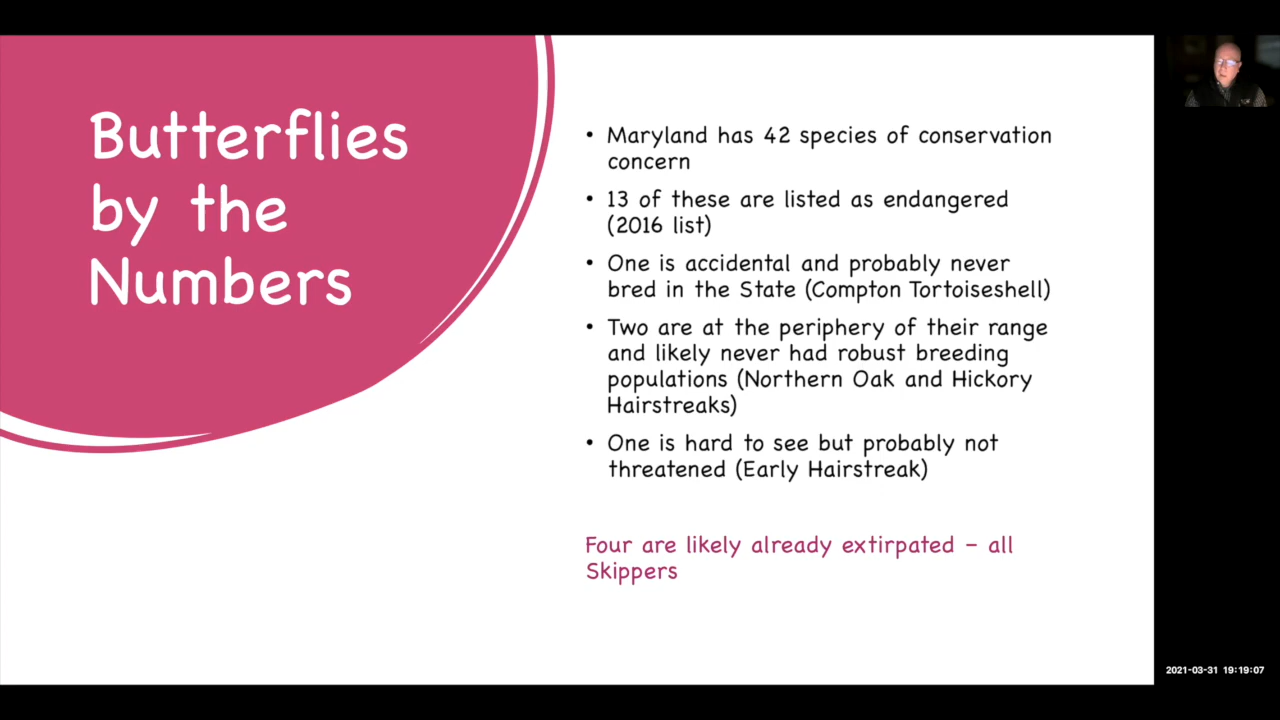 Butterflies
by the
Numbers
• Maryland has 42 species of conservation
concern
• 13 of these are listed as endangered
(2016 list)
• One is accidental and probably never
bred in the State (Compton Tortoiseshell)
• Two are at the periphery of their range
and likely never had robust breeding
populations (Northern Oak and Hickory
Hairstreaks)
• One is hard to see but probably not
threatened (Early Hairstreak)
Four are likely already extirpated – all
Skippers
2021-03-31 19:19:07